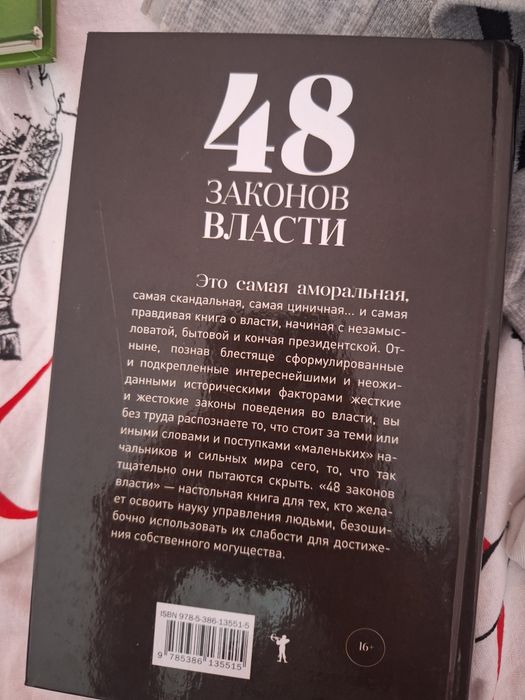 48
ЗАКОНОВ
ВЛАСТИ
Это самая аморальная,
самая скандальная, самая циничная... и самая
правдивая книга о власти, начиная с незамыс-
ловатой, бытовой и кончая президентской. От-
ныне, познав блестяще сформулированные
и подкрепленные интереснейшими и неожи-
данными историческими факторами жесткие
и жестокие законы поведения во власти, вы
без труда распознаете то, что стоит за теми или
иными словами и поступками «маленьких» на-
чальников и сильных мира сего, то, что так
тщательно они пытаются скрыть. «48 законов
власти» — настольная книга для тех, кто жела-
ет освоить науку управления людьми, безоши-
бочно использовать их слабости для достиже-
ния собственного могущества.
ISBN 978-5-386-13551-5
9 785386 135515
16+